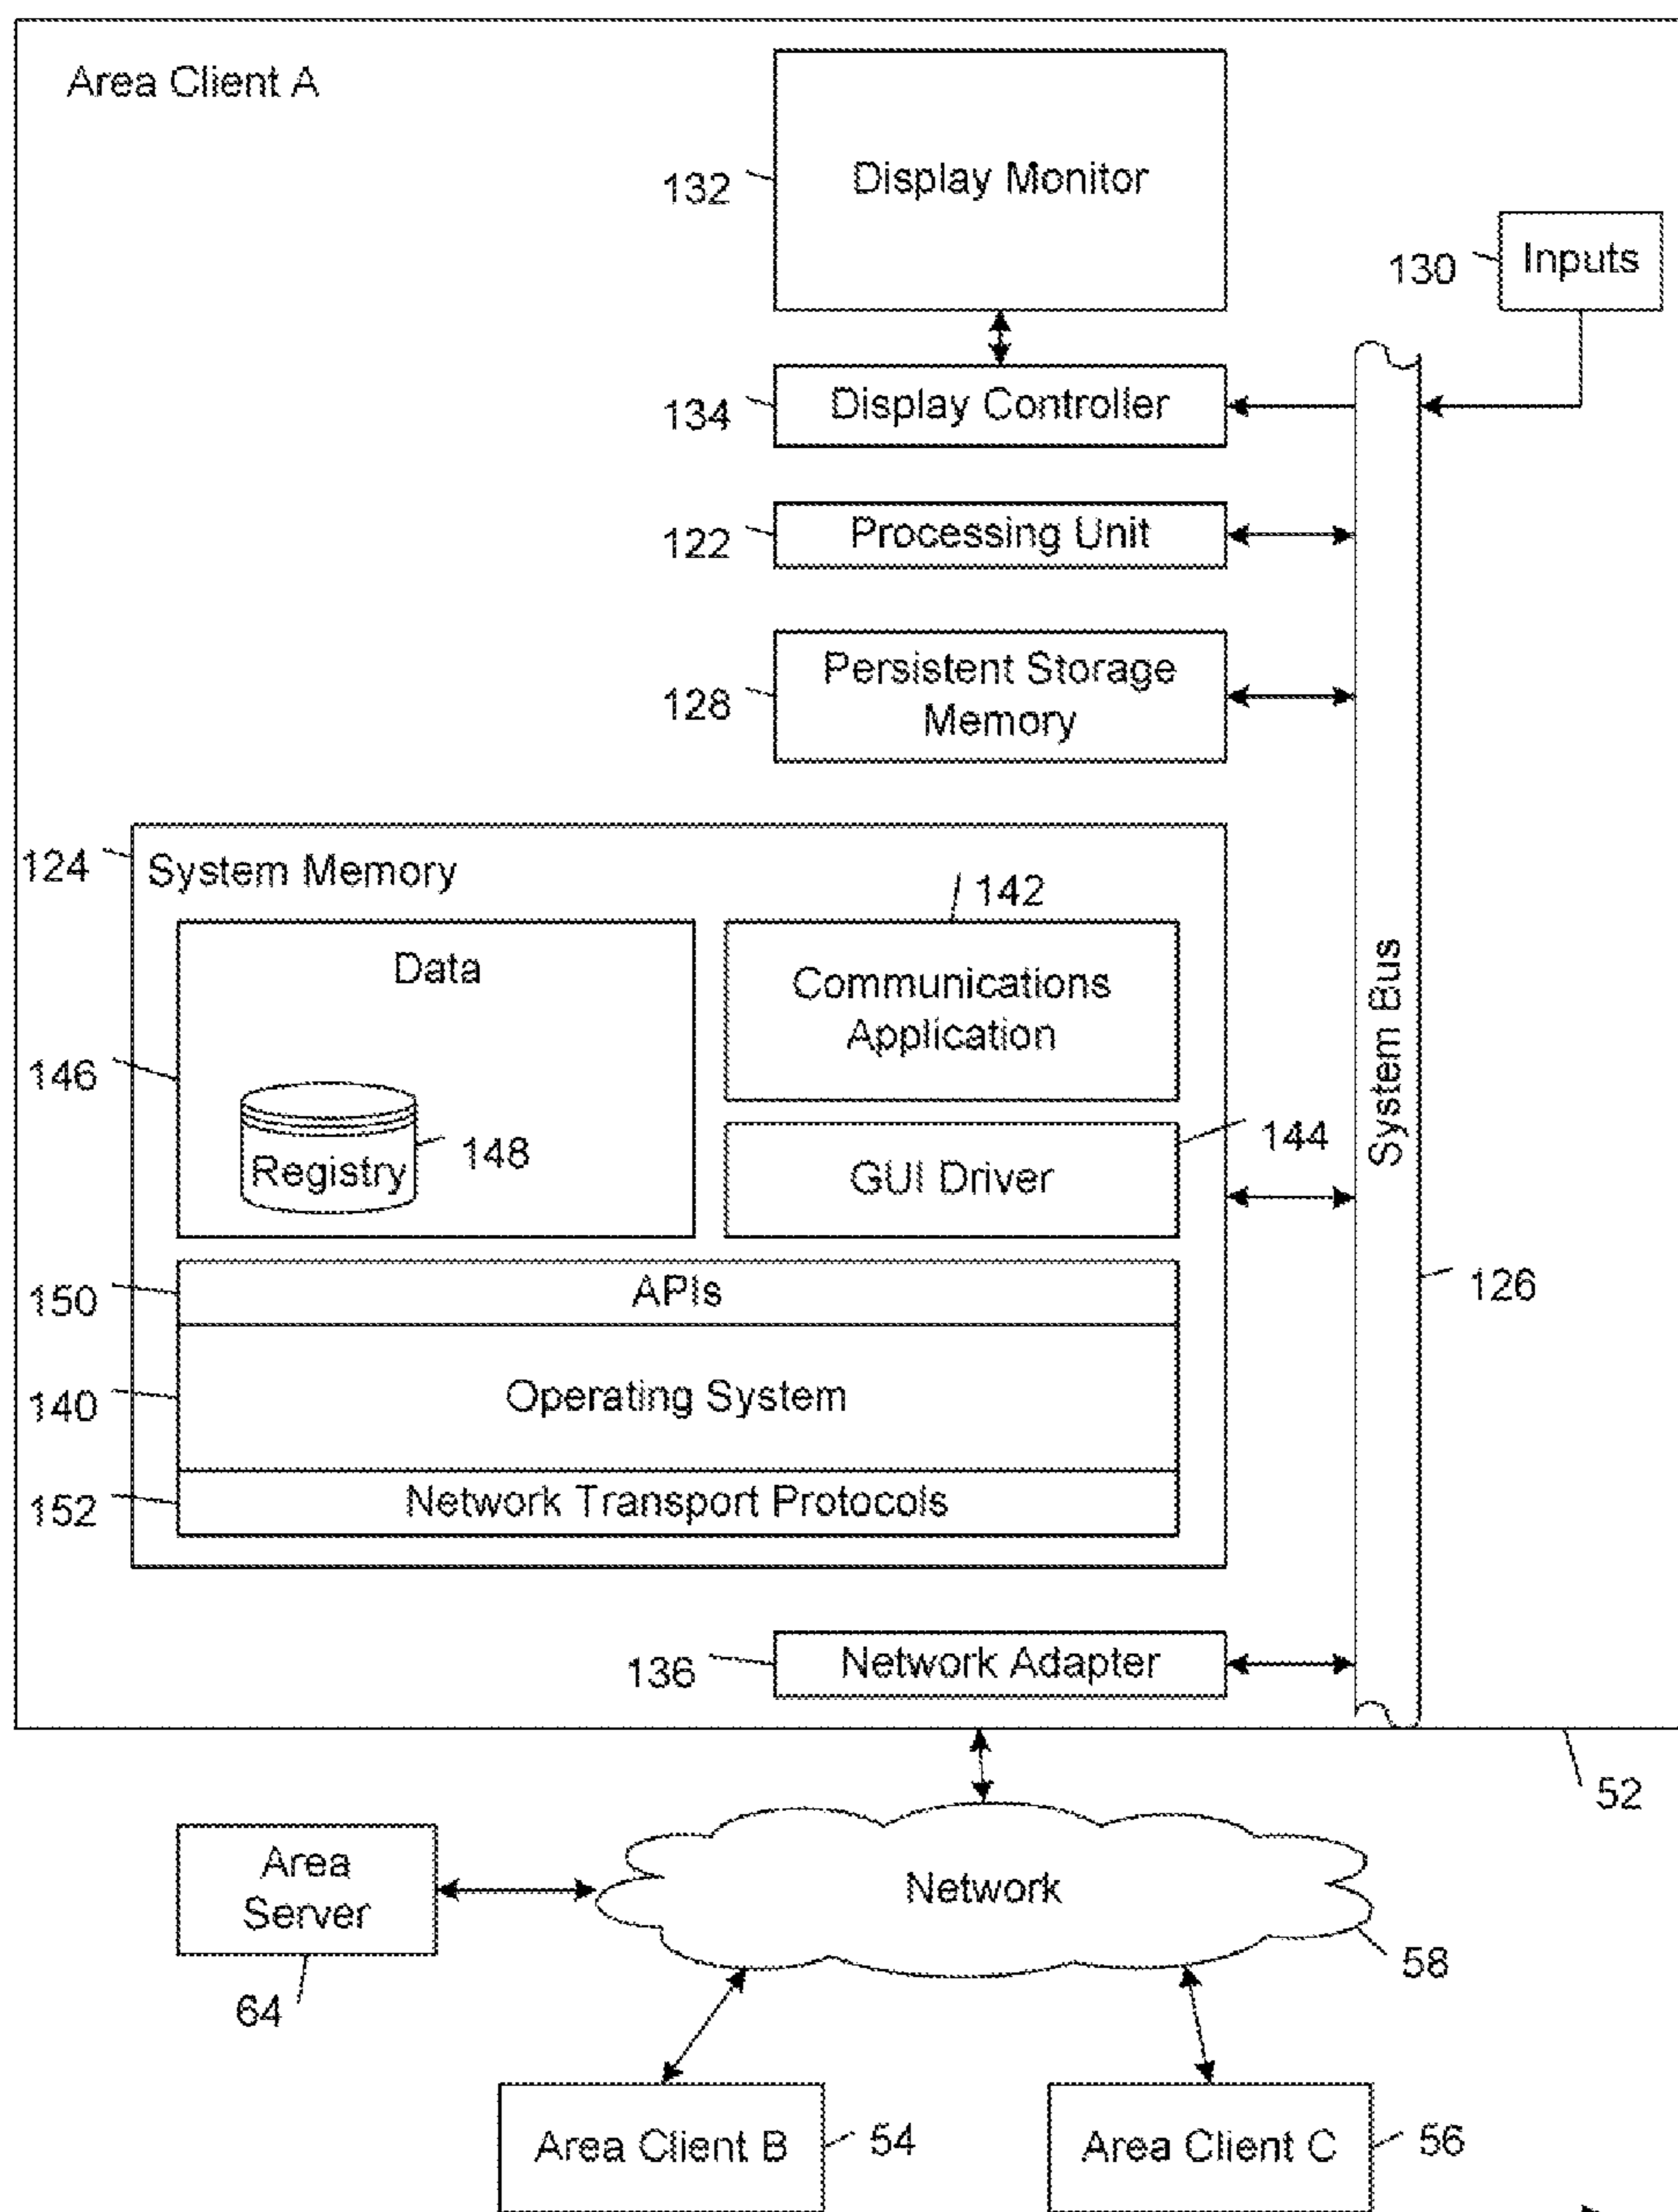 Area Client A
132
Display Monitor
130
Inputs
134
Display Controller
122
Processing Unit
128
Persistent Storage
Memory
124
System Memory
142
Data
Communications
Application
146
148
Registry
144
GUI Driver
System Bus
150
APIs
126
140
Operating System
152
Network Transport Protocols
136
Network Adapter
52
Area
Server
Network
58
64
Area Client B
54
Area Client C
56